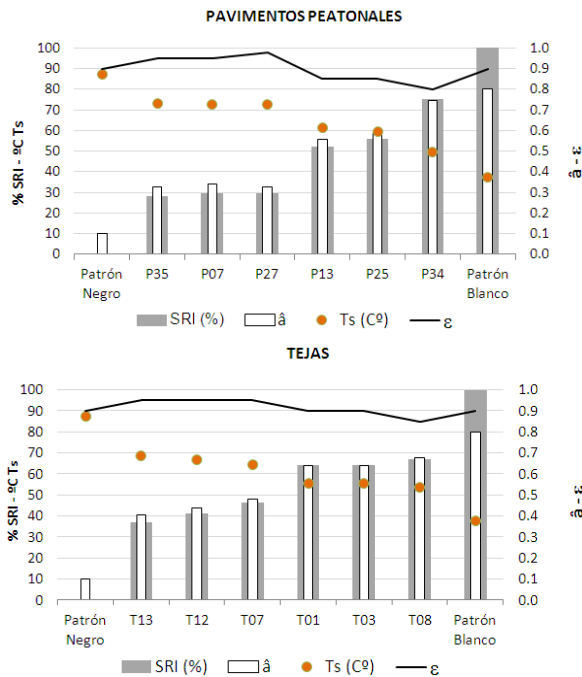 PAVIMENTOS PEATONALES
% SRI - ºC Ts
100
90
80
70
60
50
40
30
20
10
0
1.0
0.9
0.8
0.7
0.6
0.5
0.4
0.3
0.2
0.1
0.0
â - ε
Patrón Negro
P35
P07
P27
P13
P25
P34
Patrón Blanco
SRI (%)
â
Ts (Cº)
ε
TEJAS
% SRI - ºC Ts
100
90
80
70
60
50
40
30
20
10
0
1.0
0.9
0.8
0.7
0.6
0.5
0.4
0.3
0.2
0.1
0.0
â - ε
Patrón Negro
T13
T12
T07
T01
T03
T08
Patrón Blanco
SRI (%)
â
Ts (Cº)
ε